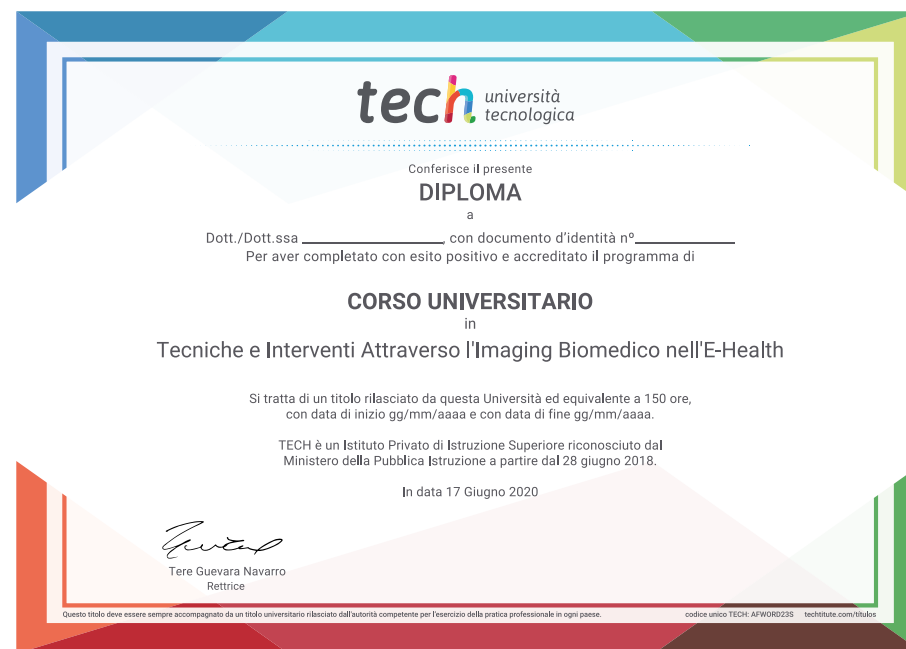 tech università
tecnologica
Conferisce il presente
DIPLOMA
a
Dott./Dott.ssa ____________________, con documento d'identità nº______________
Per aver completato con esito positivo e accreditato il programma di
CORSO UNIVERSITARIO
in
Tecniche e Interventi Attraverso l'Imaging Biomedico nell'E-Health
Si tratta di un titolo rilasciato da questa Università ed equivalente a 150 ore,
con data di inizio gg/mm/aaaa e con data di fine gg/mm/aaaa.
TECH è un Istituto Privato di Istruzione Superiore riconosciuto dal
Ministero della Pubblica Istruzione a partire dal 28 giugno 2018.
In data 17 Giugno 2020
Tere Guevara Navarro
Rettrice
Questo titolo deve essere sempre accompagnato da un titolo universitario rilasciato dall'autorità competente per l'esercizio della pratica professionale in ogni paese. codice unico TECH: AFWORD23S techtitute.com/titulos